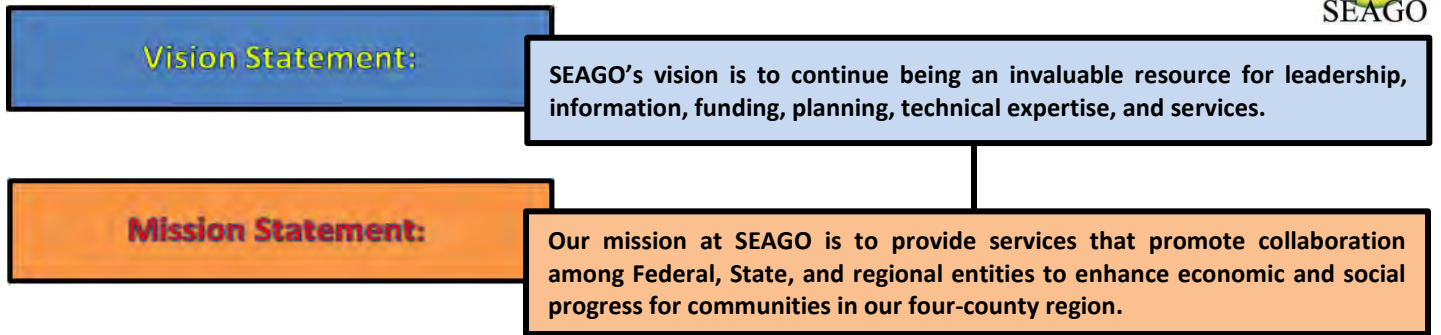 SEAGO
Vision Statement:
SEAGO’s vision is to continue being an invaluable resource for leadership,
information, funding, planning, technical expertise, and services.
Mission Statement:
Our mission at SEAGO is to provide services that promote collaboration
among Federal, State, and regional entities to enhance economic and social
progress for communities in our four-county region.